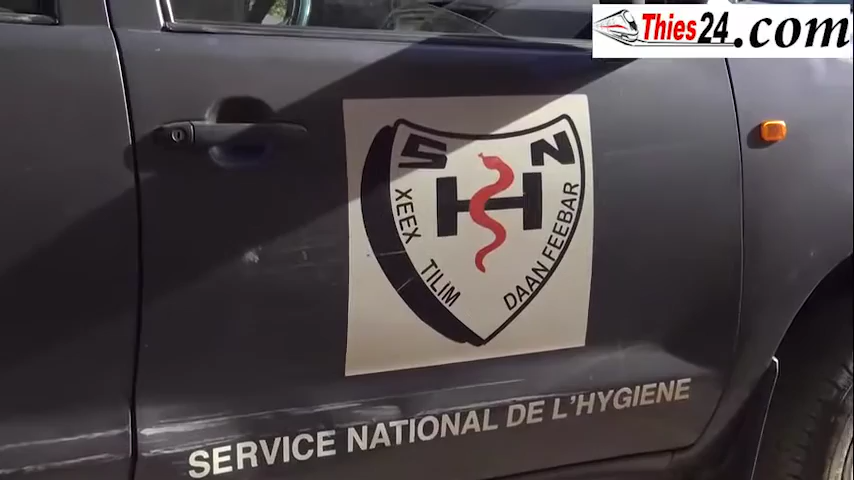 Thies24.com
S N
H
XEEX TILIM
DAAN FEEBAR
SERVICE NATIONAL DE L'HYGIENE